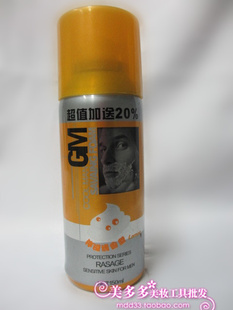 超值加送20%
GM
PROTECTION SERIES
RASAGE
SENSITIVE SKIN FOR MEN
美多多美妆工具批发
mdd33.taobao.com